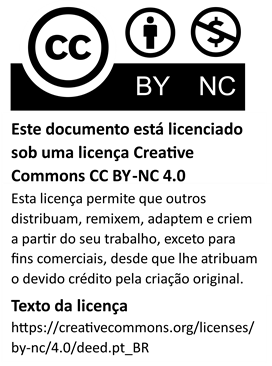 cc
BY NC
Este documento está licenciado
sob uma licença Creative
Commons CC BY-NC 4.0
Esta licença permite que outros
distribuam, remixem, adaptem e criem
a partir do seu trabalho, exceto para
fins comerciais, desde que lhe atribuam
o devido crédito pela criação original.
Texto da licença
https://creativecommons.org/licenses/
by-nc/4.0/deed.pt_BR